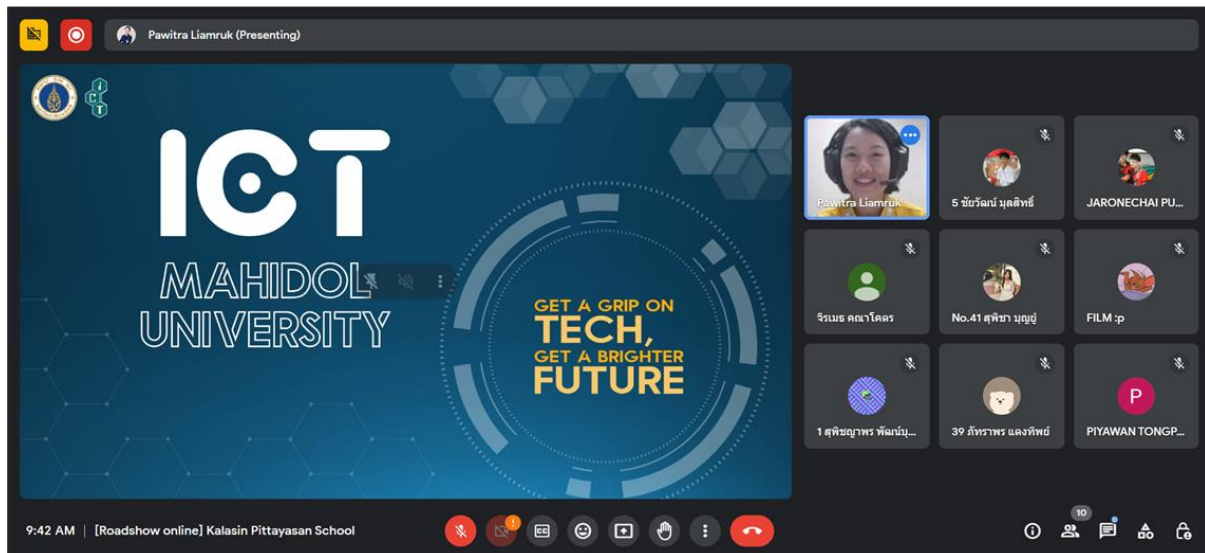 Pawitra Liamruk (Presenting)
ICT
ICT
MAHIDOL
UNIVERSITY
GET A GRIP ON
TECH,
GET A BRIGHTER
FUTURE
Pawitra Liamruk
5 ชัยวัฒน์ มุลสิทธิ์
JARONECHAI PU...
จิรเมธ คณาโคตร
No.41 สุพิชา บุญยู่
FILM :p
1 สุพิชญาพร พัฒน์บุ...
39 ภัทราพร แดงทิพย์
P
PIYAWAN TONGP...
9:42 AM | [Roadshow online] Kalasin Pittayasan School
CC
10